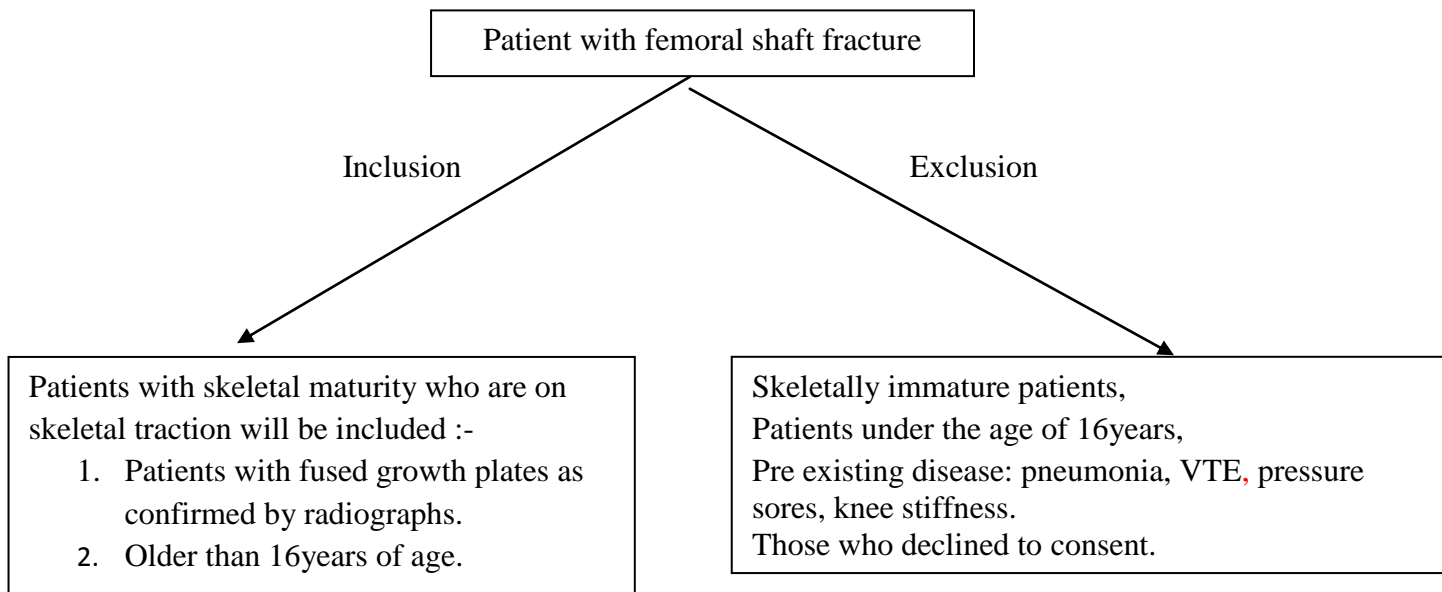 Patient with femoral shaft fracture
Inclusion
Exclusion
Patients with skeletal maturity who are on
skeletal traction will be included :-
1. Patients with fused growth plates as
confirmed by radiographs.
2. Older than 16years of age.
Skeletally immature patients,
Patients under the age of 16years,
Pre existing disease: pneumonia, VTE, pressure
sores, knee stiffness.
Those who declined to consent.